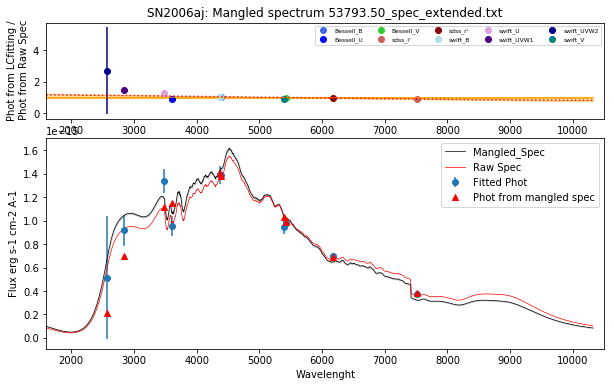 SN2006aj: Mangled spectrum 53793.50_spec_extended.txt
Phot from LCfitting /
Phot from Raw Spec
4
2
0
Bessell_B
Bessell_U
Bessell_V
sdss_i'
sdss_r'
swift_B
swift_U
swift_UVW1
swift_UVW2
swift_V
2000 3000 4000 5000 6000 7000 8000 9000 10000
1e−15
Flux erg s-1 cm-2 A-1
1.6
1.4
1.2
1.0
0.8
0.6
0.4
0.2
0.0
Mangled_Spec
Raw Spec
Fitted Phot
Phot from mangled spec
2000 3000 4000 5000 6000 7000 8000 9000 10000
Wavelenght